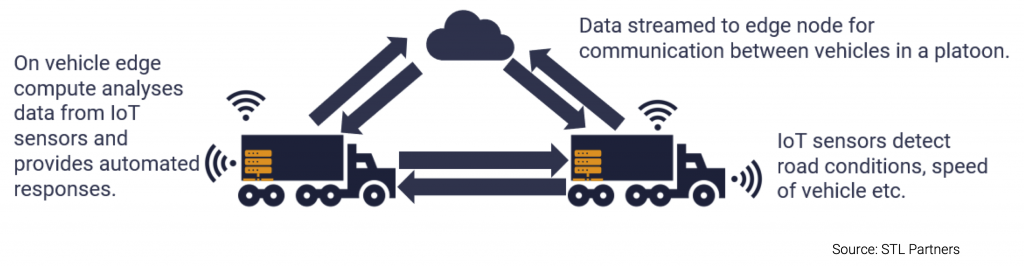 Data streamed to edge node for
communication between vehicles in a platoon.
On vehicle edge
compute analyses
data from IoT
sensors and
provides automated
responses.
IoT sensors detect
road conditions, speed
of vehicle etc.
Source: STL Partners